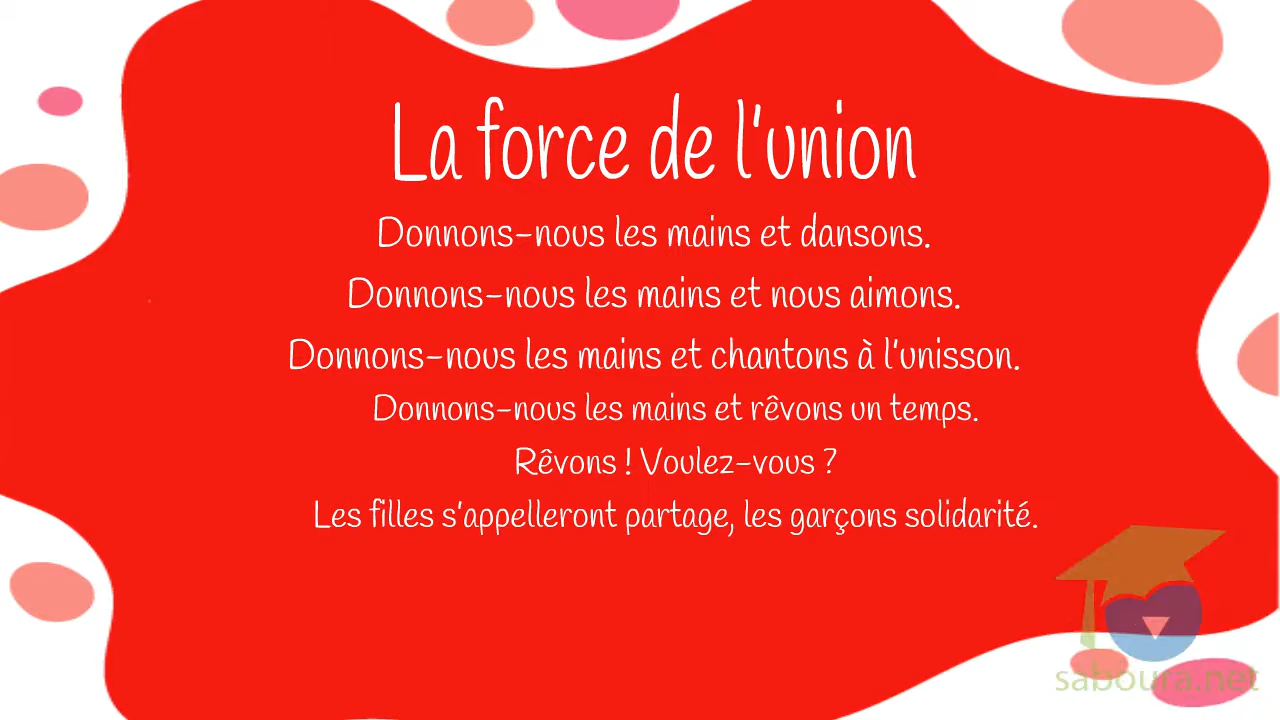 La force de l'union
Donnons-nous les mains et dansons.
Donnons-nous les mains et nous aimons.
Donnons-nous les mains et chantons à l'unisson.
Donnons-nous les mains et rêvons un temps.
Rêvons ! Voulez-vous ?
Les filles s'appelleront partage, les garçons solidarité.
saboura.net